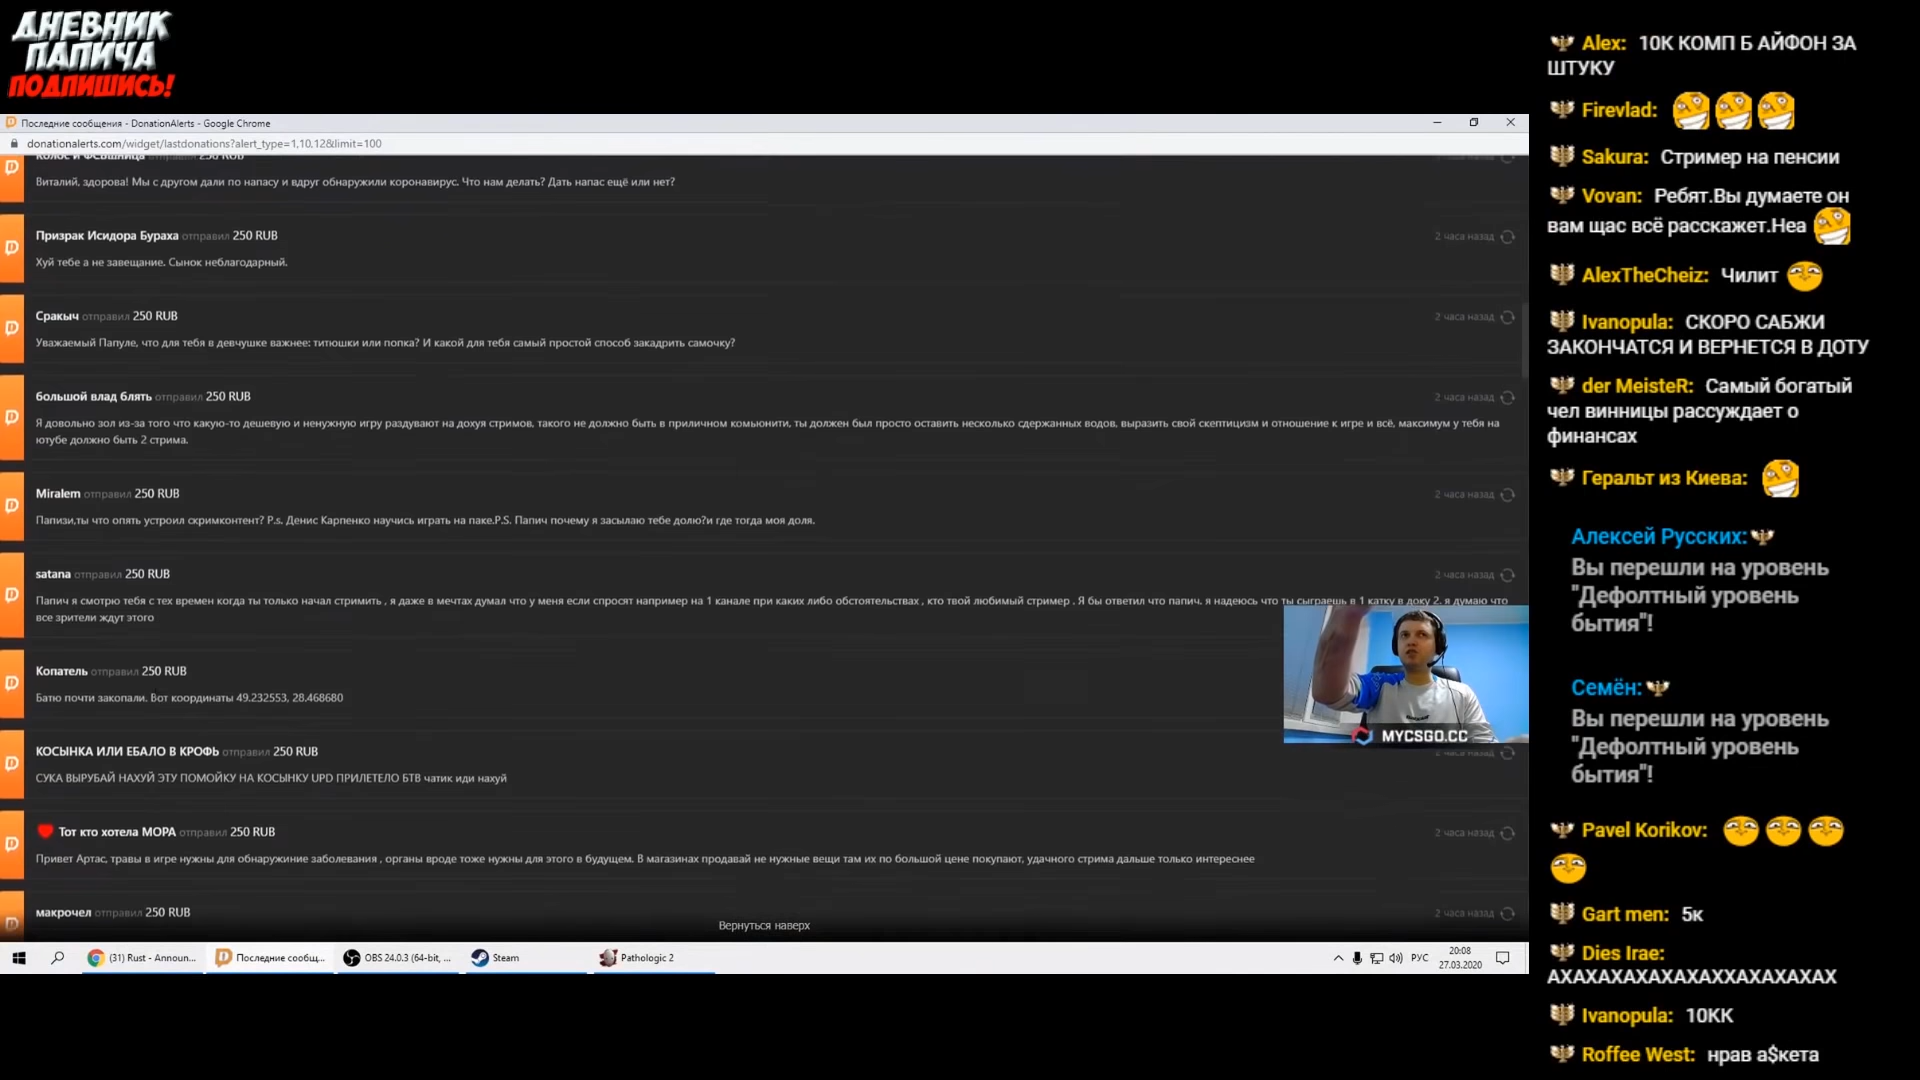 ДНЕВНИК
ПАПИЧА
ПОДПИШИСЬ!
Последние сообщения - DonationAlerts - Google Chrome
donationalerts.com/widget/lastdonations?alert_type=1,10,12&limit=100
Колос и ФСБшница отправил 250 RUB
Виталий, здорова! Мы с другом дали по напасу и вдруг обнаружили коронавирус. Что нам делать? Дать напас ещё или нет?
Призрак Исидора Бураха отправил 250 RUB
2 часа назад
Хуй тебе а не завещание. Сынок неблагодарный.
Сракыч отправил 250 RUB
2 часа назад
Уважаемый Папуле, что для тебя в девчушке важнее: титюшки или попка? И какой для тебя самый простой способ закадрить самочку?
большой влад блять отправил 250 RUB
2 часа назад
Я довольно зол из-за того что какую-то дешевую и ненужную игру раздувают на дохуя стримов, такого не должно быть в приличном комьюнити, ты должен был просто оставить несколько сдержанных водов, выразить свой скептицизм и отношение к игре и всё, максимум у тебя на
ютубе должно быть 2 стрима.
Miralem отправил 250 RUB
2 часа назад
Папизи,ты что опять устроил скримконтент? P.s. Денис Карпенко научись играть на паке.P.S. Папич почему я засылаю тебе долю?и где тогда моя доля.
satana отправил 250 RUB
2 часа назад
Папич я смотрю тебя с тех времен когда ты только начал стримить , я даже в мечтах думал что у меня если спросят например на 1 канале при каких либо обстоятельствах , кто твой любимый стример . Я бы ответил что папич. я надеюсь что ты сыграешь в 1 катку в доку 2. я думаю что
все зрители ждут этого
Копатель отправил 250 RUB
Батю почти закопали. Вот координаты 49.232553, 28.468680
MYCSGO.CC
КОСЫНКА ИЛИ ЕБАЛО В КРОФЬ отправил 250 RUB
2 часа назад
СУКА ВЫРУБАЙ НАХУЙ ЭТУ ПОМОЙКУ НА КОСЫНКУ UPD ПРИЛЕТЕЛО БТВ чатик иди нахуй
Тот кто хотела МОРА отправил 250 RUB
2 часа назад
Привет Артас, травы в игре нужны для обнаружиние заболевания , органы вроде тоже нужны для этого в будущем. В магазинах продавай не нужные вещи там их по большой цене покупают, удачного стрима дальше только интереснее
макрочел отправил 250 RUB
2 часа назад
Вернуться наверх
(31) Rust - Announ...
Последние сообщ...
OBS 24.0.3 (64-bit, ...
Steam
Pathologic 2
РУС
20:08
27.03.2020
Alex: 10К КОМП Б АЙФОН ЗА
ШТУКУ
Firevlad:
Sakura: Стример на пенсии
Vovan: Ребят.Вы думаете он
вам щас всё расскажет.Неа
AlexTheCheiz: Чилит
Ivanopula: СКОРО САБЖИ
ЗАКОНЧАТСЯ И ВЕРНЕТСЯ В ДОТУ
der MeisteR: Самый богатый
чел винницы рассуждает о
финансах
Геральт из Киева:
Алексей Русских:
Вы перешли на уровень
"Дефолтный уровень
бытия"!
Семён:
Вы перешли на уровень
"Дефолтный уровень
бытия"!
Pavel Korikov:
Gart men: 5к
Dies Irae:
АХАХАХАХАХАХАХХАХАХАХАХ
Ivanopula: 10КК
Roffee West: нрав а$кета